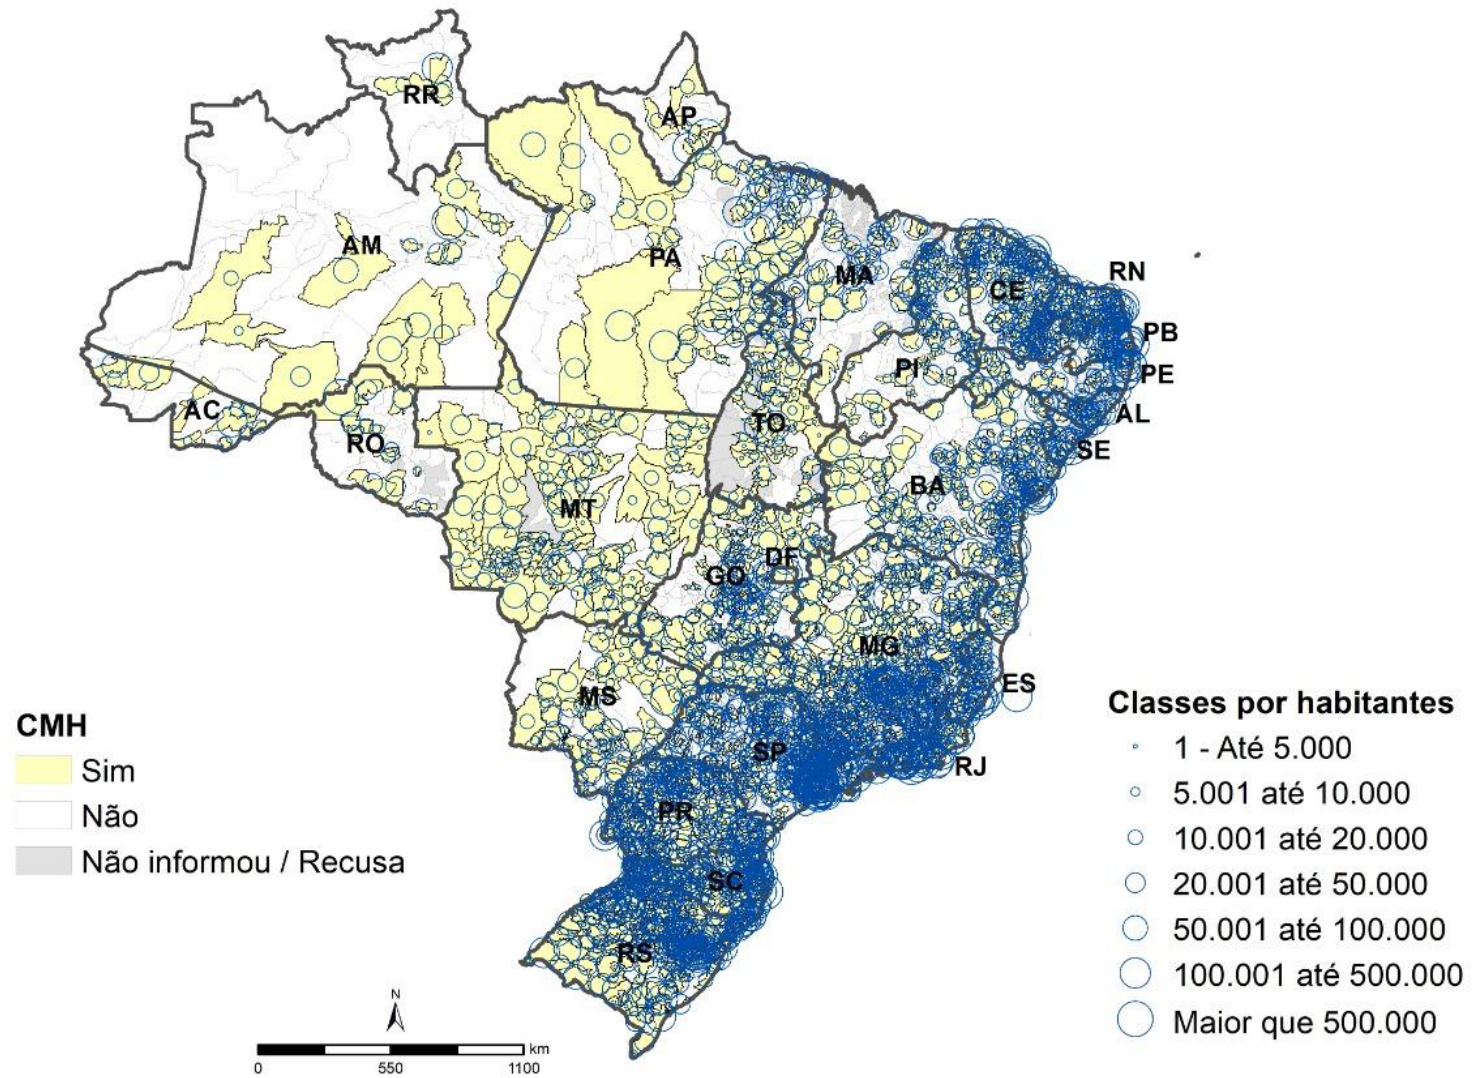 RR
AP
AM
PA
MA
CE
RN
PB
PI
PE
AC
TO
AL
RO
SE
BA
MT
DF
GO
MG
MS
ES
SP
RJ
PR
SC
RS
CMH
Sim
Não
Não informou / Recusa
Classes por habitantes
1 - Até 5.000
5.001 até 10.000
10.001 até 20.000
20.001 até 50.000
50.001 até 100.000
100.001 até 500.000
Maior que 500.000
N
km
0 550 1100